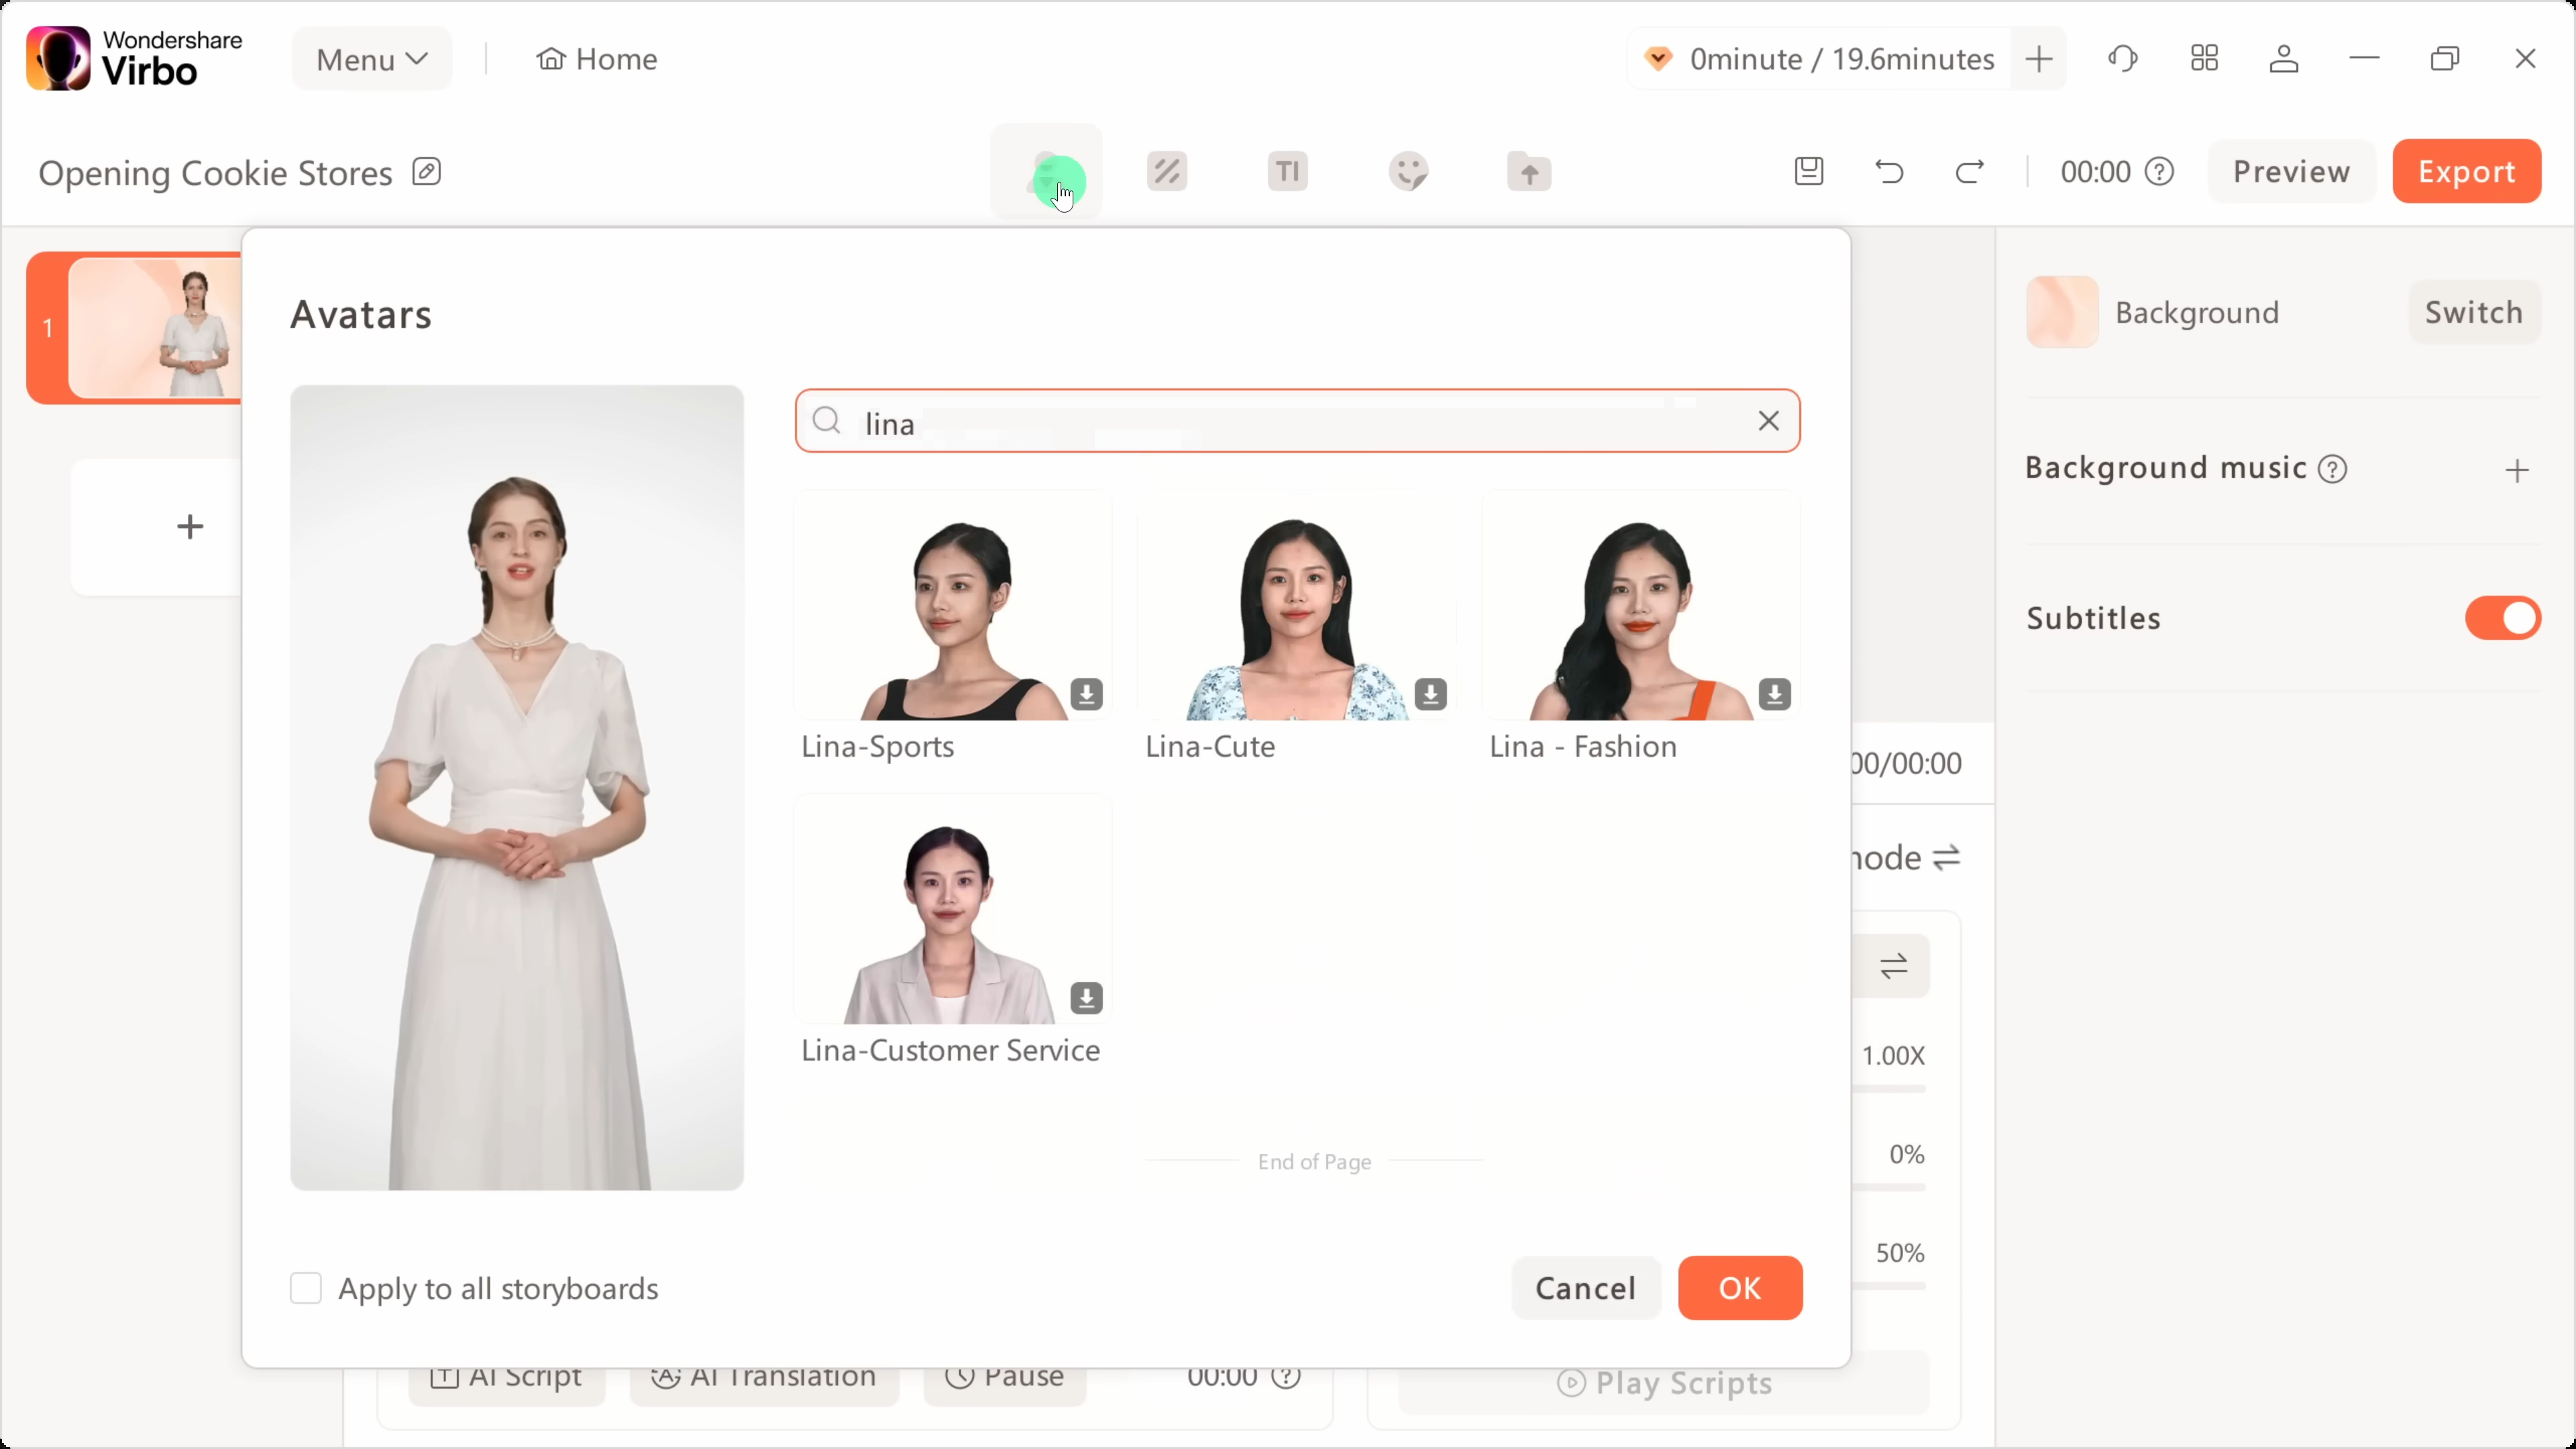 Wondershare
Virbo
Menu
Home
0minute / 19.6minutes
Opening Cookie Stores
TI
00:00
Preview
Export
1
Avatars
lina
Lina-Sports
Lina-Cute
Lina - Fashion
Lina-Customer Service
End of Page
Apply to all storyboards
Cancel
OK
Background
Switch
Background music
Subtitles
00/00:00
1.00X
0%
50%
AI Script
AI Translation
Pause
00:00
Play Scripts